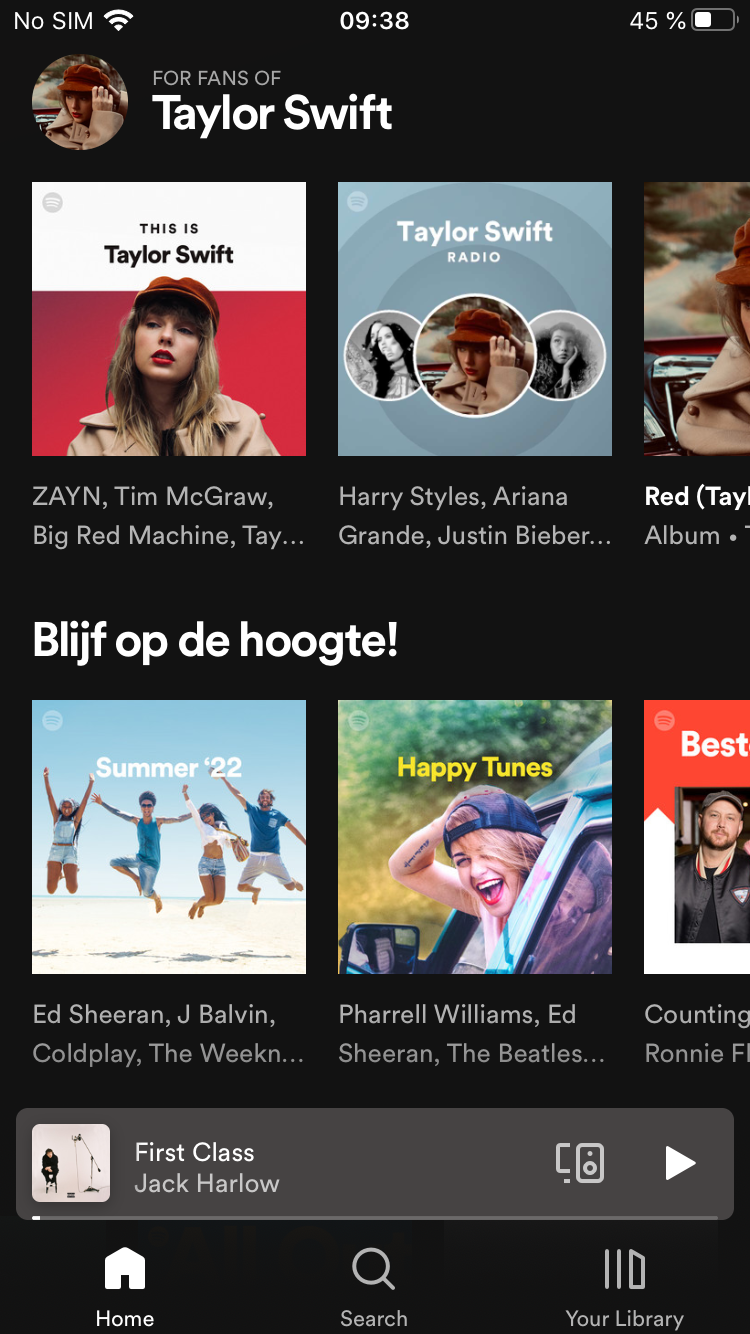 No SIM 09:38 45 %
FOR FANS OF
Taylor Swift
THIS IS
Taylor Swift
Taylor Swift
RADIO
ZAYN, Tim McGraw,
Big Red Machine, Tay...
Harry Styles, Ariana
Grande, Justin Bieber...
Red (Tayl
Album •
Blijf op de hoogte!
Summer ‘22
Happy Tunes
Best
Ed Sheeran, J Balvin,
Coldplay, The Weekn...
Pharrell Williams, Ed
Sheeran, The Beatles...
Counting
Ronnie Fl
First Class
Jack Harlow
Home
Search
Your Library